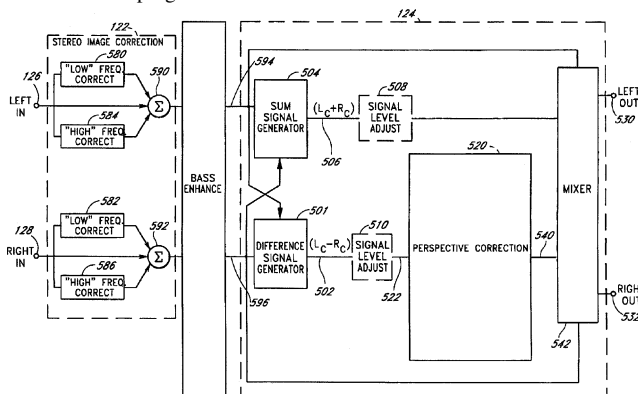 122
124
STEREO IMAGE CORRECTION
580
"LOW" FREQ.
CORRECT
126
590
594
504
508
LEFT
IN
Σ
584
"HIGH" FREQ.
CORRECT
SUM
SIGNAL
GENERATOR
(LC+RC)
506
SIGNAL
LEVEL
ADJUST
LEFT
OUT
530
BASS
ENHANCE
520
MIXER
582
"LOW" FREQ.
CORRECT
128
592
501
510
RIGHT
IN
Σ
586
"HIGH" FREQ.
CORRECT
DIFFERENCE
SIGNAL
GENERATOR
(LC-RC)
502
SIGNAL
LEVEL
ADJUST
522
PERSPECTIVE CORRECTION
540
596
RIGHT
OUT
532
542